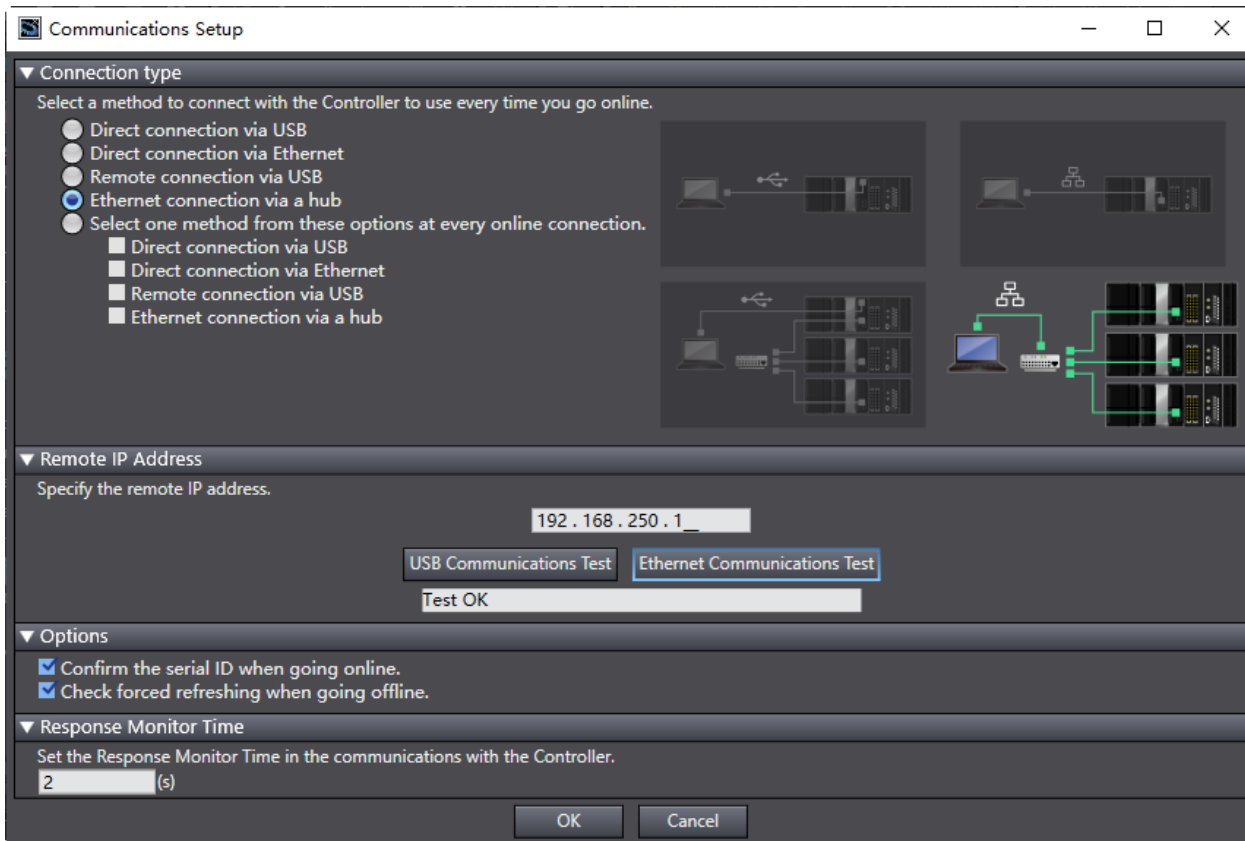 Communications Setup
Connection type
Select a method to connect with the Controller to use every time you go online.
Direct connection via USB
Direct connection via Ethernet
Remote connection via USB
Ethernet connection via a hub
Select one method from these options at every online connection.
Direct connection via USB
Direct connection via Ethernet
Remote connection via USB
Ethernet connection via a hub
Remote IP Address
Specify the remote IP address.
192 . 168 . 250 . 1__
USB Communications Test Ethernet Communications Test
Test OK
Options
Confirm the serial ID when going online.
Check forced refreshing when going offline.
Response Monitor Time
Set the Response Monitor Time in the communications with the Controller.
2 (s)
OK Cancel